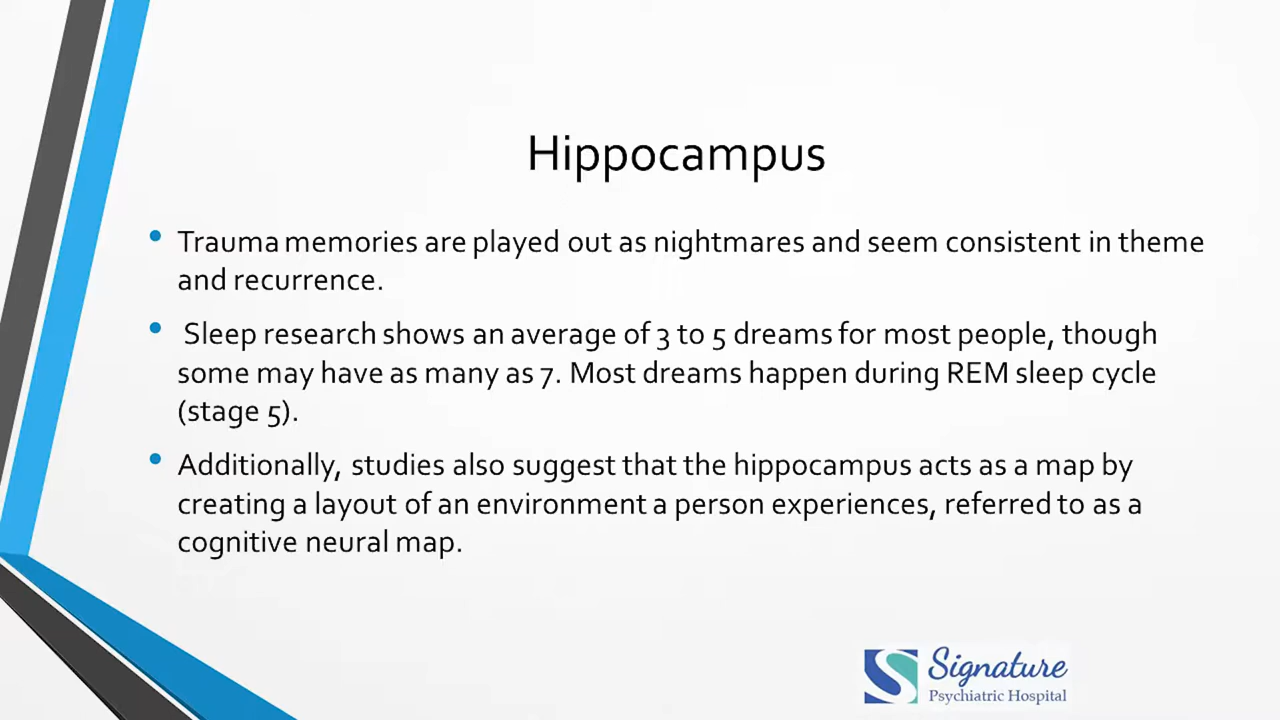 Hippocampus
• Trauma memories are played out as nightmares and seem consistent in theme
and recurrence.
• Sleep research shows an average of 3 to 5 dreams for most people, though
some may have as many as 7. Most dreams happen during REM sleep cycle
(stage 5).
• Additionally, studies also suggest that the hippocampus acts as a map by
creating a layout of an environment a person experiences, referred to as a
cognitive neural map.
Signature
Psychiatric Hospital